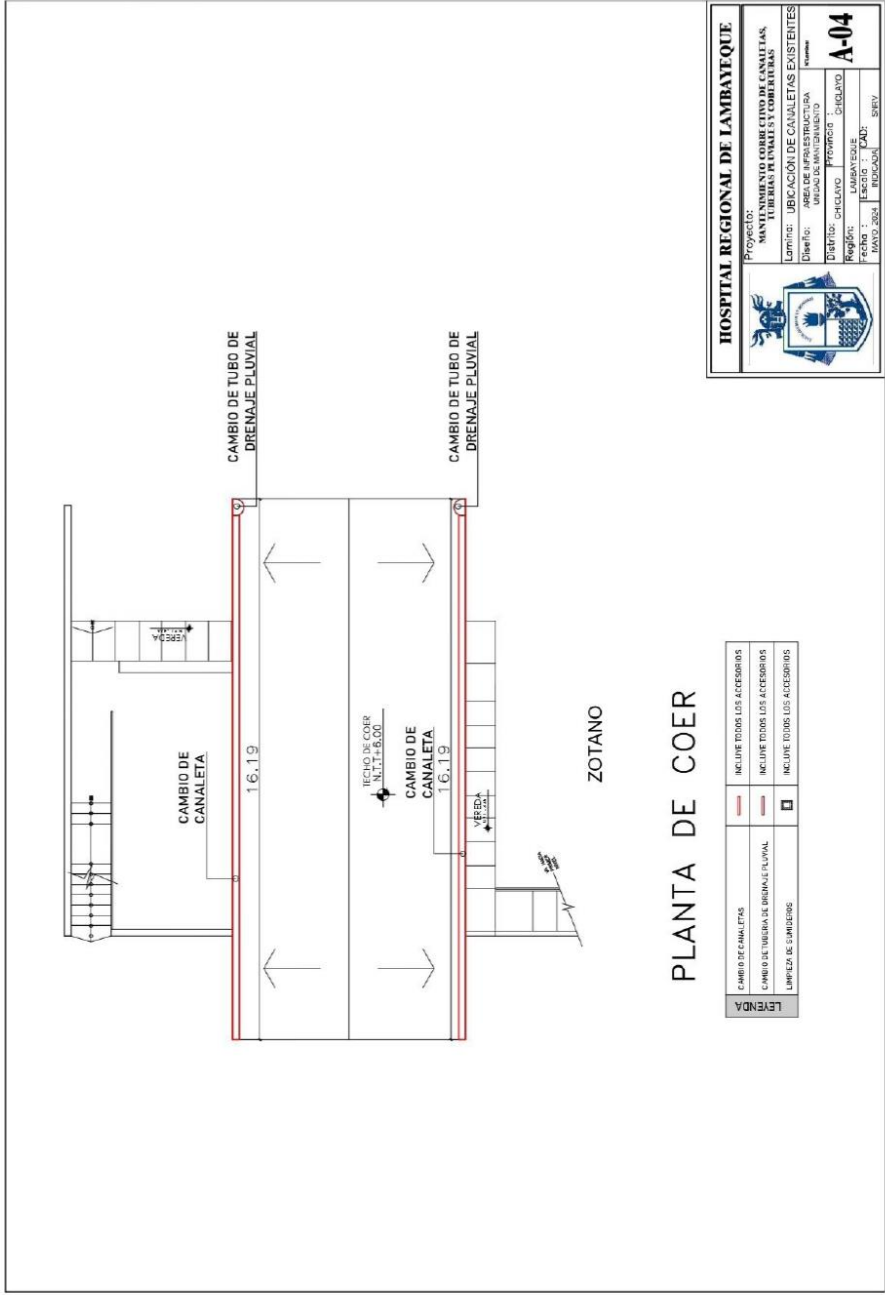 CAMBIO DE TUBO DE
DRENAJE PLUVIAL
VEREDA
CAMBIO DE
CANALETA
16.19
TECHO DE COER
N.T.T+6.00
CAMBIO DE
CANALETA
16.19
VEREDA
CAMBIO DE TUBO DE
DRENAJE PLUVIAL
ZOTANO
PLANTA DE COER
LEYENDA
CAMBIO DE CANALETAS
INCLUYE TODOS LOS ACCESORIOS
CAMBIO DE TUBERIA DE DRENAJE PLUVIAL
INCLUYE TODOS LOS ACCESORIOS
LIMPIEZA DE SUMIDEROS
INCLUYE TODOS LOS ACCESORIOS
HOSPITAL REGIONAL DE LAMBAYEQUE
Proyecto:
MANTENIMIENTO CORRECTIVO DE CANALETAS,
TUBERIAS PLUVIALES Y COBERTURAS
Lamina: UBICACIÓN DE CANALETAS EXISTENTES
Diseño: AREA DE INFRAESTRUCTURA
UNIDAD DE MANTENIMIENTO
A-04
Distrito: CHICLAYO Provincia : CHICLAYO
Región: LAMBAYEQUE
Fecha : MAYO 2024 Escala : INDICADA CAD: SNRV